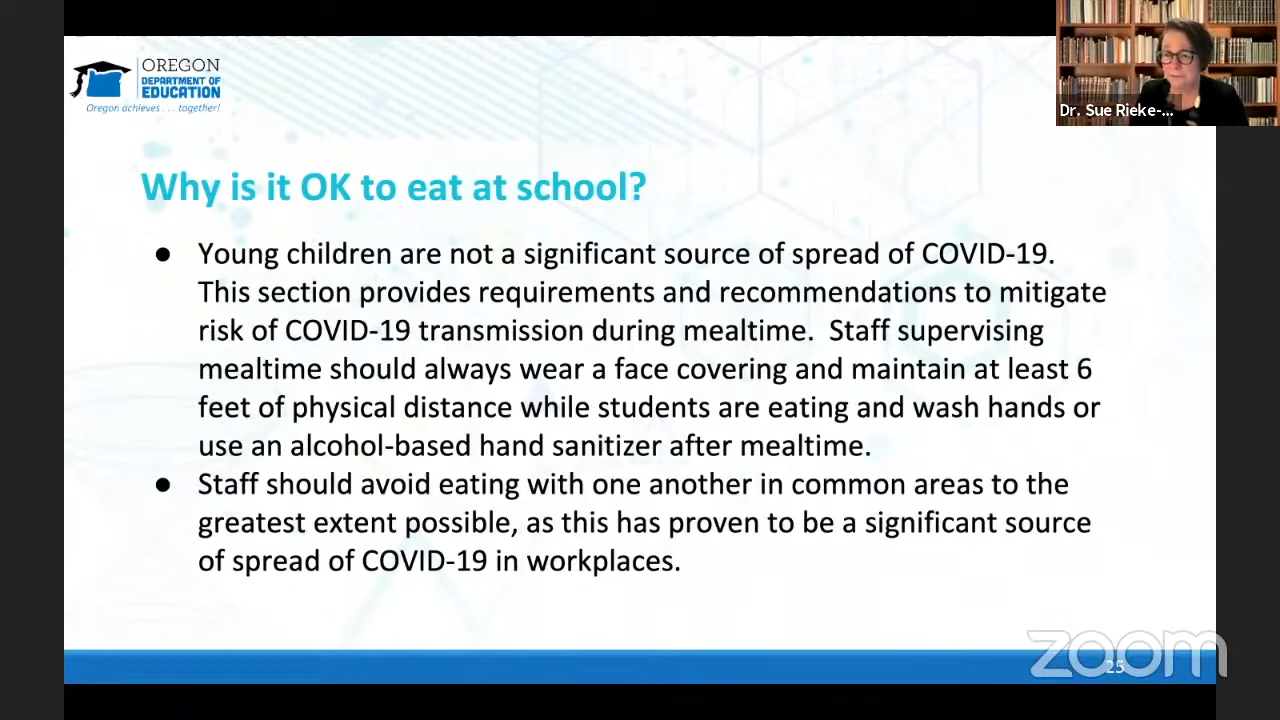 OREGON
DEPARTMENT OF
EDUCATION
Oregon achieves . . . together!
Dr. Sue Rieke-...
Why is it OK to eat at school?
● Young children are not a significant source of spread of COVID-19.
This section provides requirements and recommendations to mitigate
risk of COVID-19 transmission during mealtime.  Staff supervising
mealtime should always wear a face covering and maintain at least 6
feet of physical distance while students are eating and wash hands or
use an alcohol-based hand sanitizer after mealtime.
● Staff should avoid eating with one another in common areas to the
greatest extent possible, as this has proven to be a significant source
of spread of COVID-19 in workplaces.
zoom
25